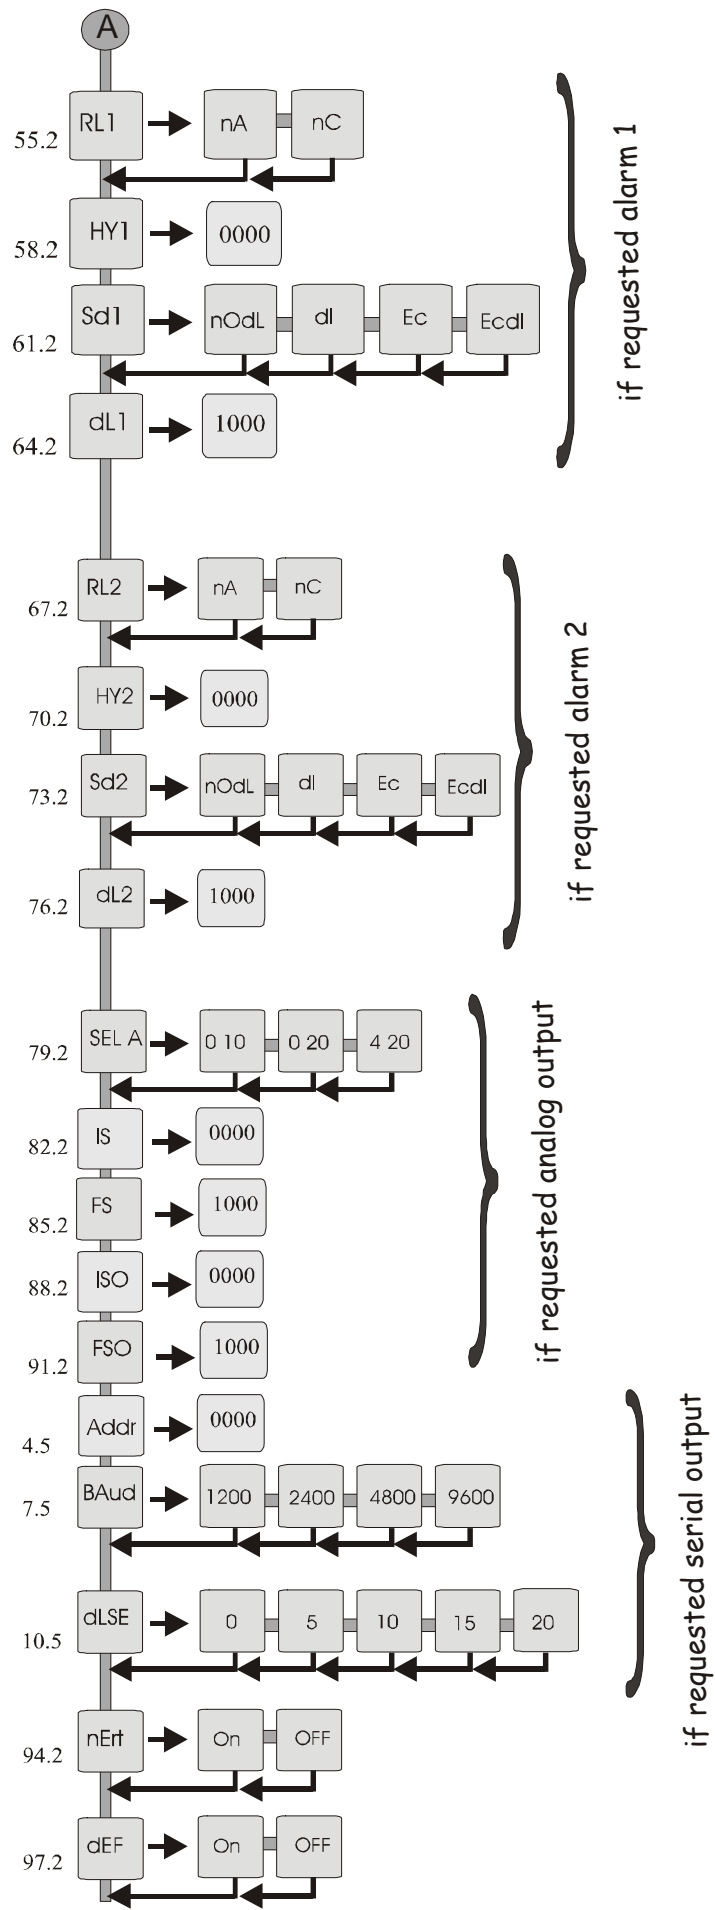 A
RL1 nA nC
55.2
HY1 0000
58.2
Sd1 nOdL dI Ec EcdI
61.2
dL1 1000
64.2
if requested alarm 1
RL2 nA nC
67.2
HY2 0000
70.2
Sd2 nOdL dI Ec EcdI
73.2
dL2 1000
76.2
if requested alarm 2
SEL A 0 10 0 20 4 20
79.2
IS 0000
82.2
FS 1000
85.2
ISO 0000
88.2
FSO 1000
91.2
if requested analog output
Addr 0000
4.5
BAud 1200 2400 4800 9600
7.5
dLSE 0 5 10 15 20
10.5
if requested serial output
nErt On OFF
94.2
dEF On OFF
97.2